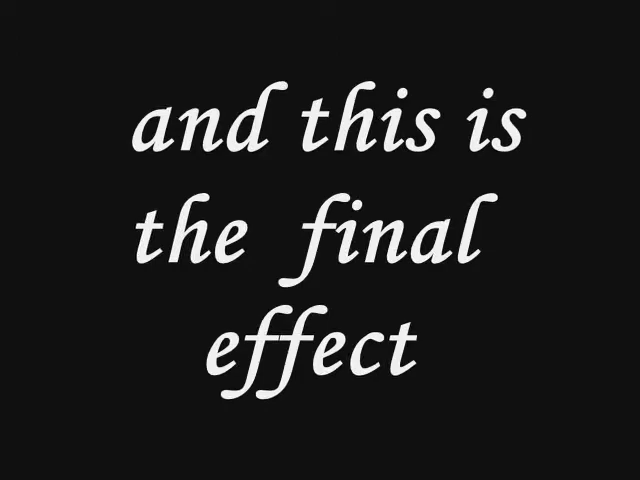 and this is
the final
effect